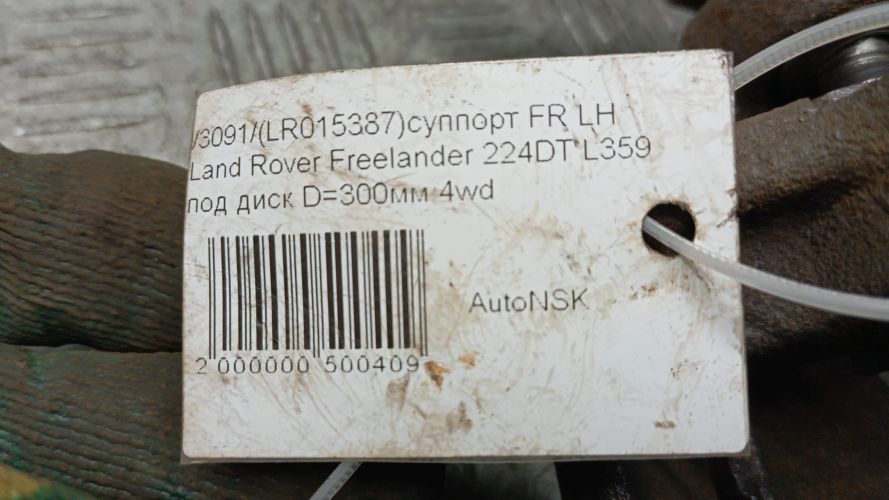 /3091/(LR015387)суппорт FR LH
Land Rover Freelander 224DT L359
под диск D=300мм 4wd
AutoNSK
2 000000 500409